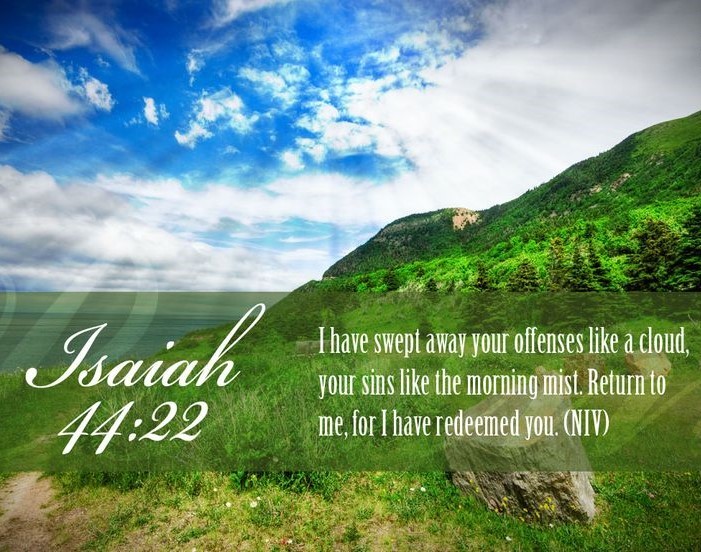 Isaiah
44:22
I have swept away your offenses like a cloud,
your sins like the morning mist. Return to
me, for I have redeemed you. (NIV)